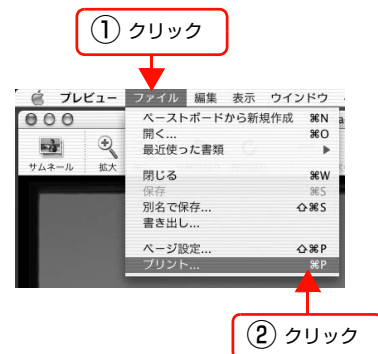 ① クリック
プレビュー ファイル 編集 表示 ウインドウ
ペーストボードから新規作成 ⌘N
開く... ⌘O
最近使った書類 ▶
サムネール 拡大
閉じる ⌘W
保存 ⌘S
別名で保存... ⇧⌘S
書き出し...
ページ設定... ⇧⌘P
プリント... ⌘P
② クリック